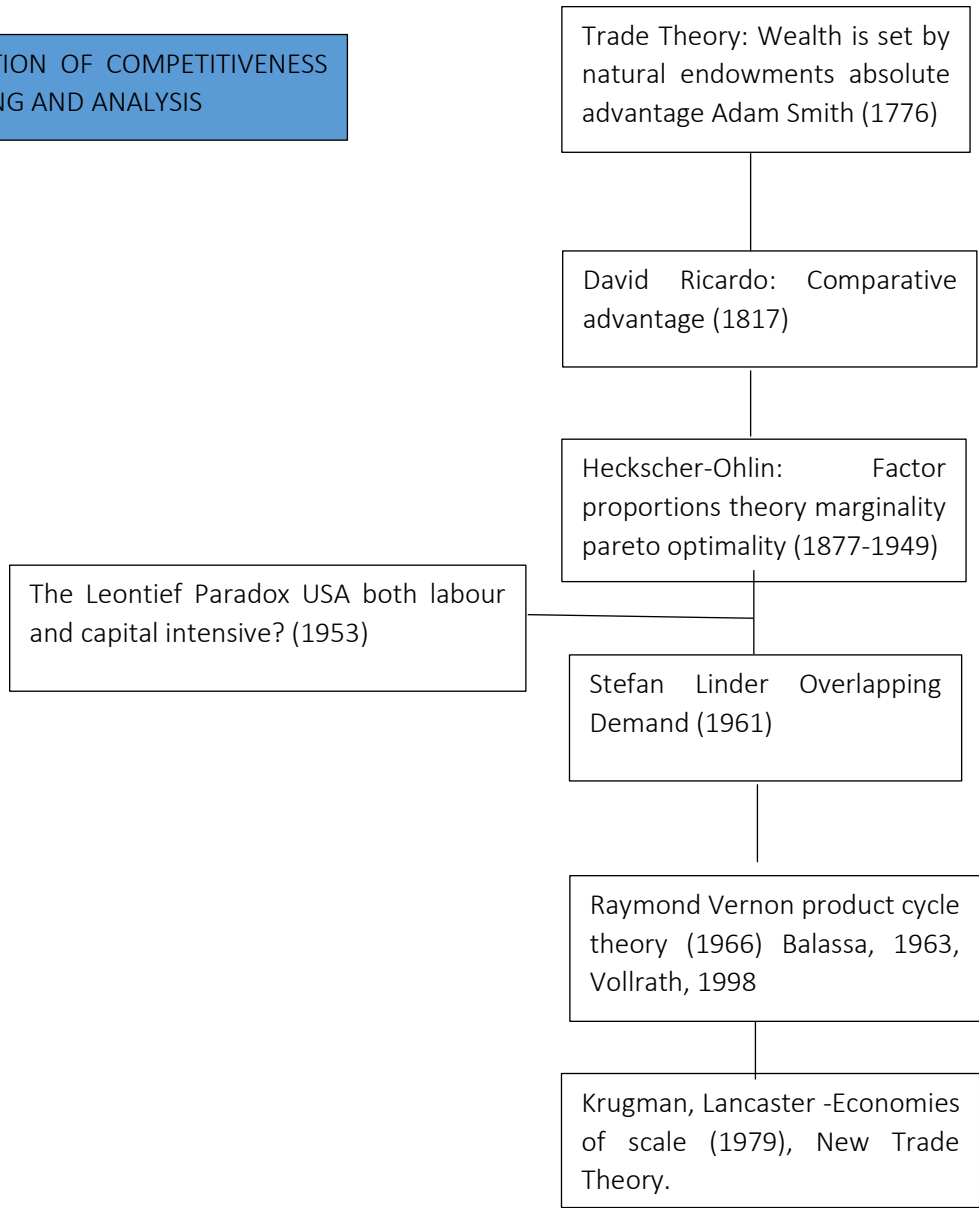 TION OF COMPETITIVENESS
NG AND ANALYSIS
Trade Theory: Wealth is set by
natural endowments absolute
advantage Adam Smith (1776)
David Ricardo: Comparative
advantage (1817)
Heckscher-Ohlin: Factor
proportions theory marginality
pareto optimality (1877-1949)
The Leontief Paradox USA both labour
and capital intensive? (1953)
Stefan Linder Overlapping
Demand (1961)
Raymond Vernon product cycle
theory (1966) Balassa, 1963,
Vollrath, 1998
Krugman, Lancaster -Economies
of scale (1979), New Trade
Theory.